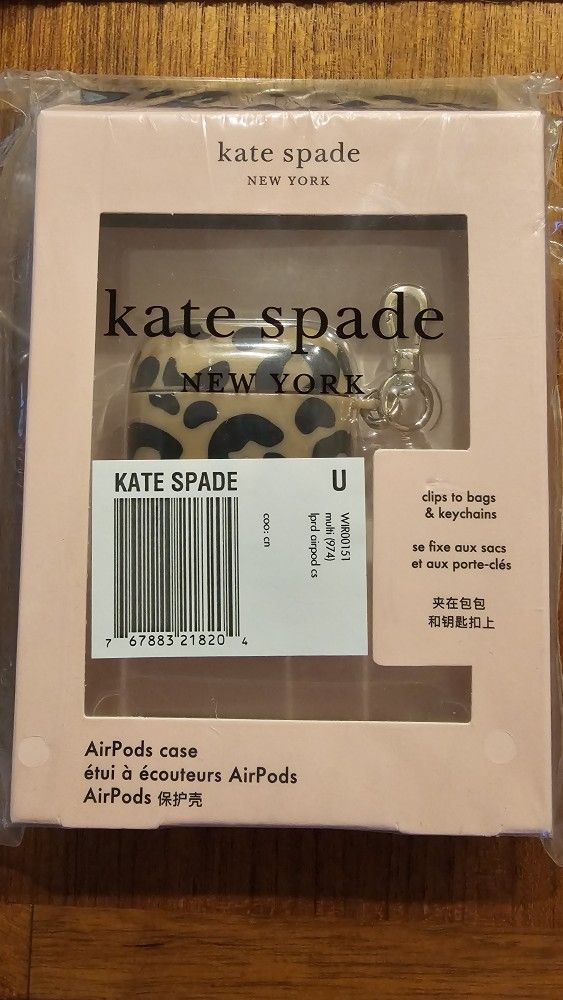 kate spade
NEW YORK
kate spade
NEW YORK
KATE SPADE
U
WIR00151
multi (974)
lprd airpod cs
coo: cn
7 67883 21820 4
clips to bags
& keychains
se fixe aux sacs
et aux porte-clés
夹在包包
和钥匙扣上
AirPods case
étui à écouteurs AirPods
AirPods 保护壳